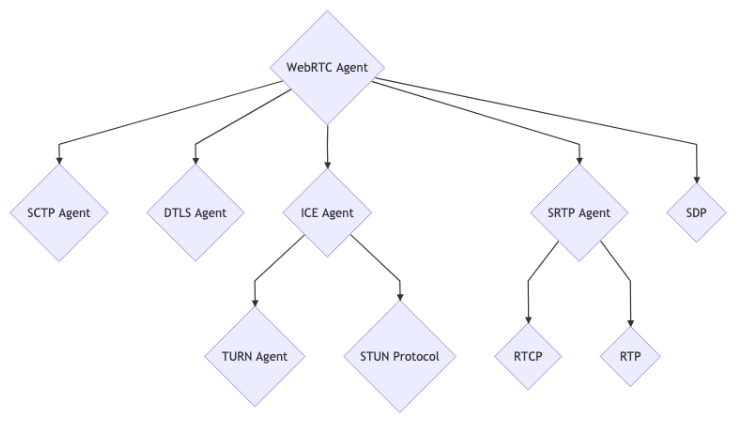 WebRTC Agent
SCTP Agent
DTLS Agent
ICE Agent
SRTP Agent
SDP
TURN Agent
STUN Protocol
RTCP
RTP